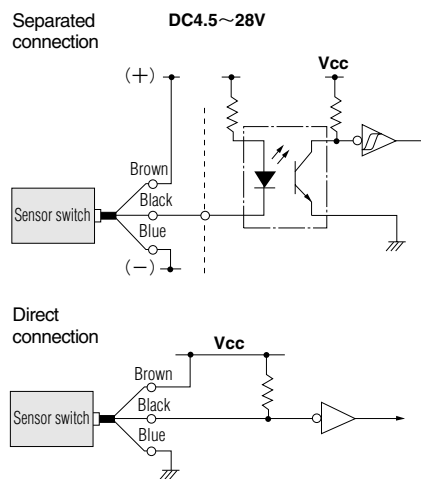 Separated
connection
DC4.5～28V
(+)
Vcc
Brown
Black
Sensor switch
Blue
(−)
Direct
connection
Vcc
Brown
Black
Sensor switch
Blue